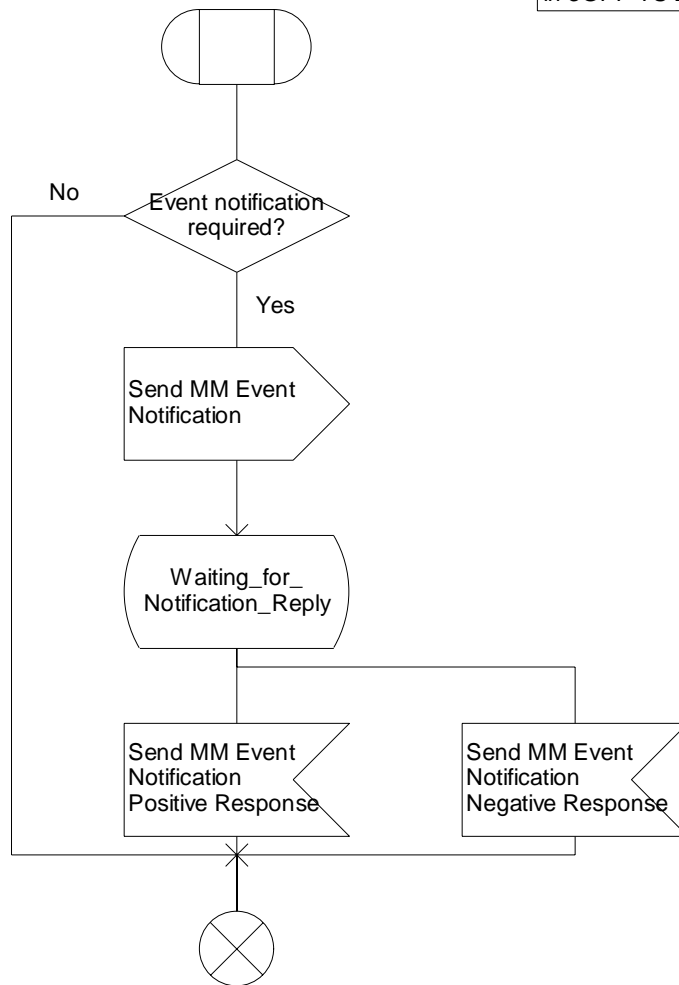 No
Event notification
required?
Yes
Send MM Event
Notification
Waiting_for_
Notification_Reply
Send MM Event
Notification
Positive Response
Send MM Event
Notification
Negative Response